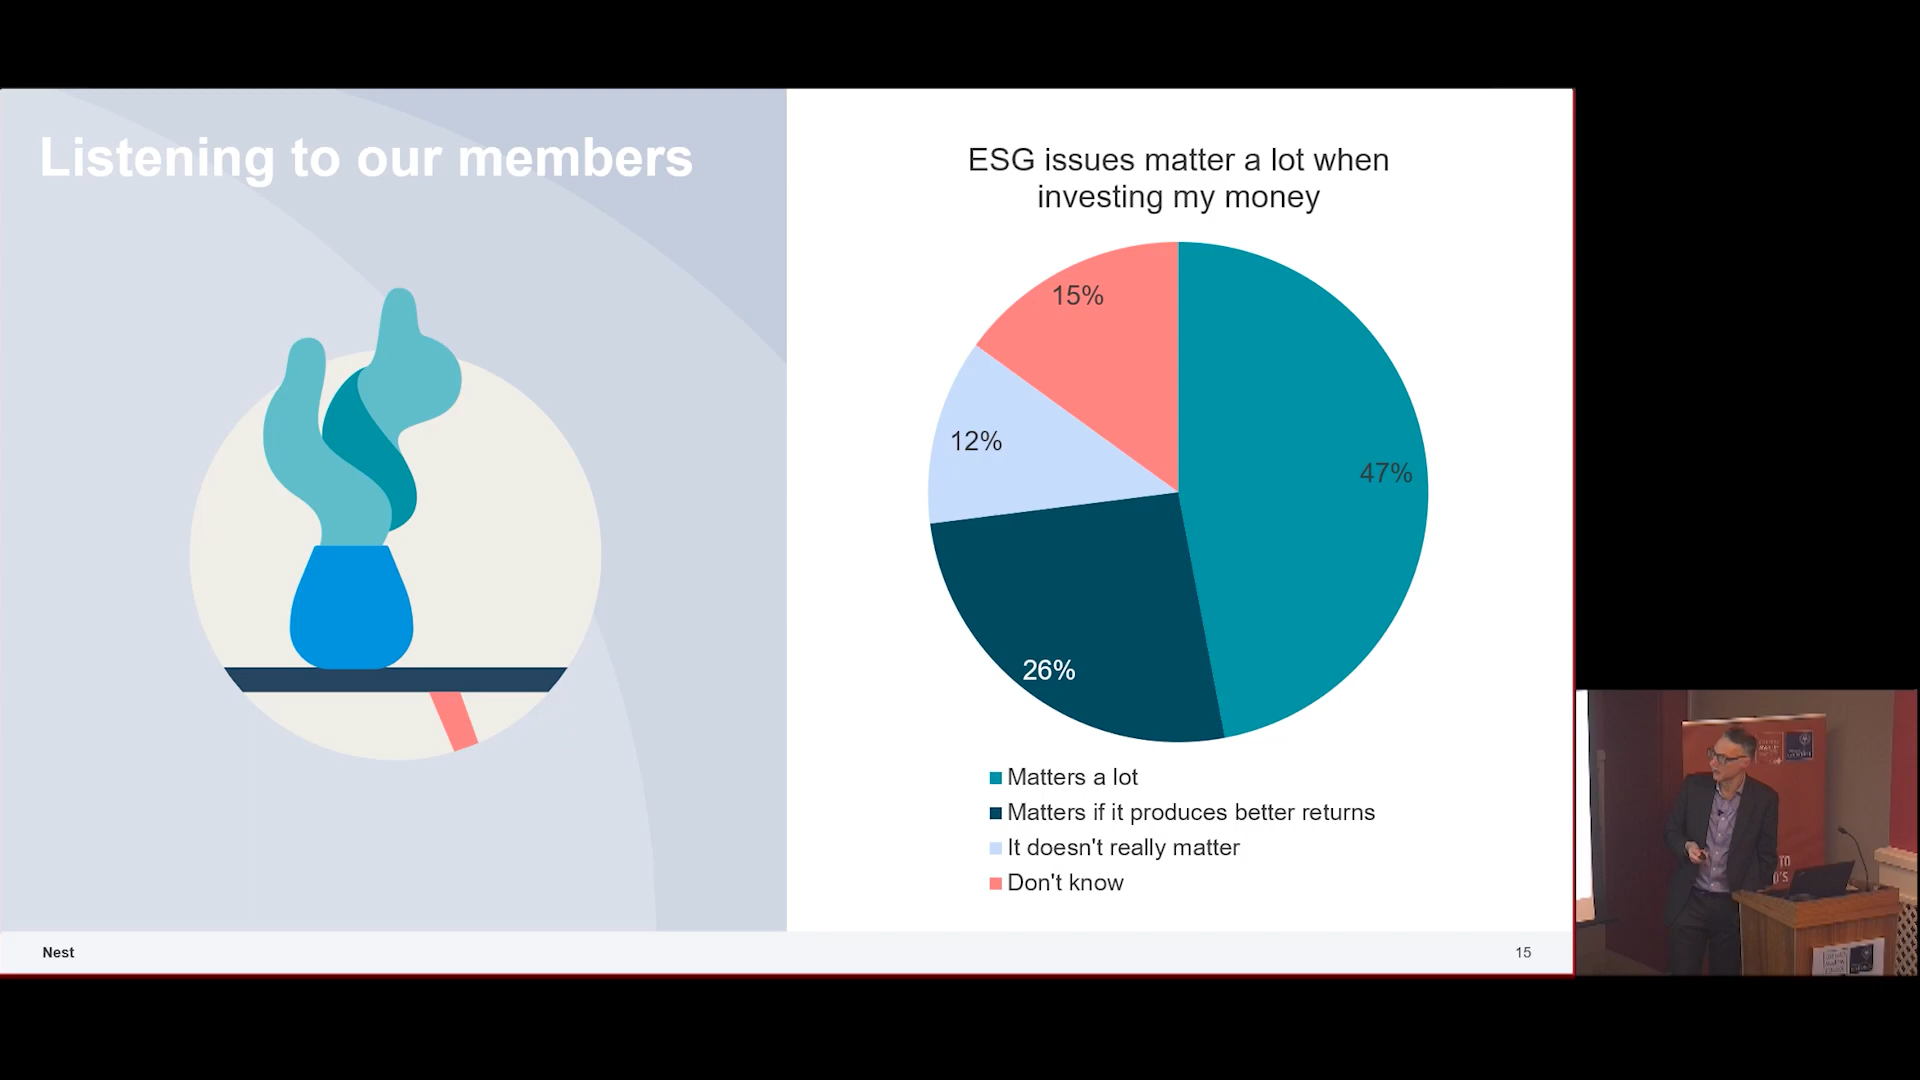 Listening to our members
ESG issues matter a lot when
investing my money
15%
12%
47%
26%
Matters a lot
Matters if it produces better returns
It doesn't really matter
Don't know
Nest
15
TO